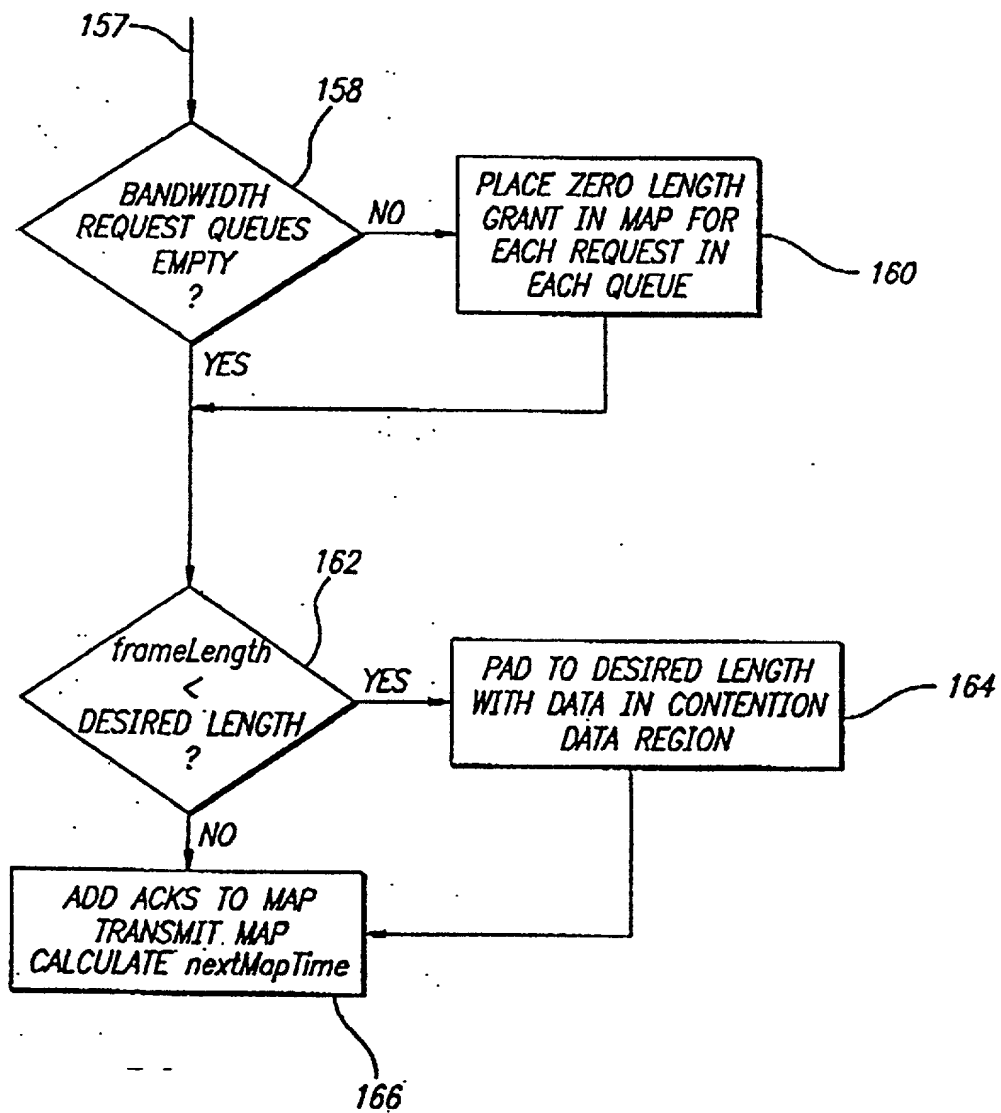 157
158
BANDWIDTH
REQUEST QUEUES
EMPTY
?
NO
PLACE ZERO LENGTH
GRANT IN MAP FOR
EACH REQUEST IN
EACH QUEUE
160
YES
162
frameLength
<
DESIRED LENGTH
?
YES
PAD TO DESIRED LENGTH
WITH DATA IN CONTENTION
DATA REGION
164
NO
ADD ACKS TO MAP
TRANSMIT MAP
CALCULATE nextMapTime
166